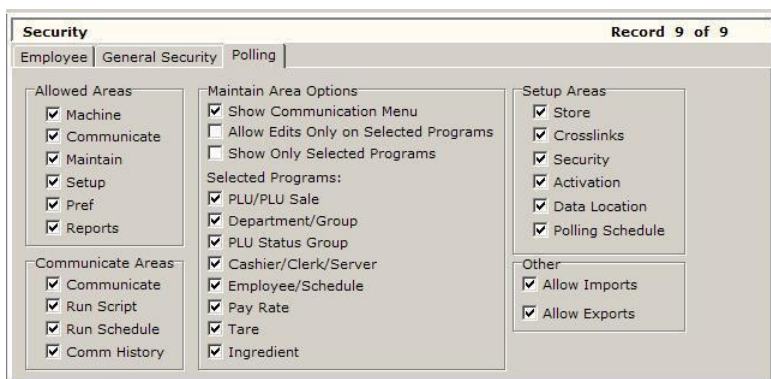 Security Record 9 of 9
Employee General Security Polling
Allowed Areas
Machine
Communicate
Maintain
Setup
Pref
Reports
Communicate Areas
Communicate
Run Script
Run Schedule
Comm History
Maintain Area Options
Show Communication Menu
Allow Edits Only on Selected Programs
Show Only Selected Programs
Selected Programs:
PLU/PLU Sale
Department/Group
PLU Status Group
Cashier/Clerk/Server
Employee/Schedule
Pay Rate
Tare
Ingredient
Setup Areas
Store
Crosslinks
Security
Activation
Data Location
Polling Schedule
Other
Allow Imports
Allow Exports